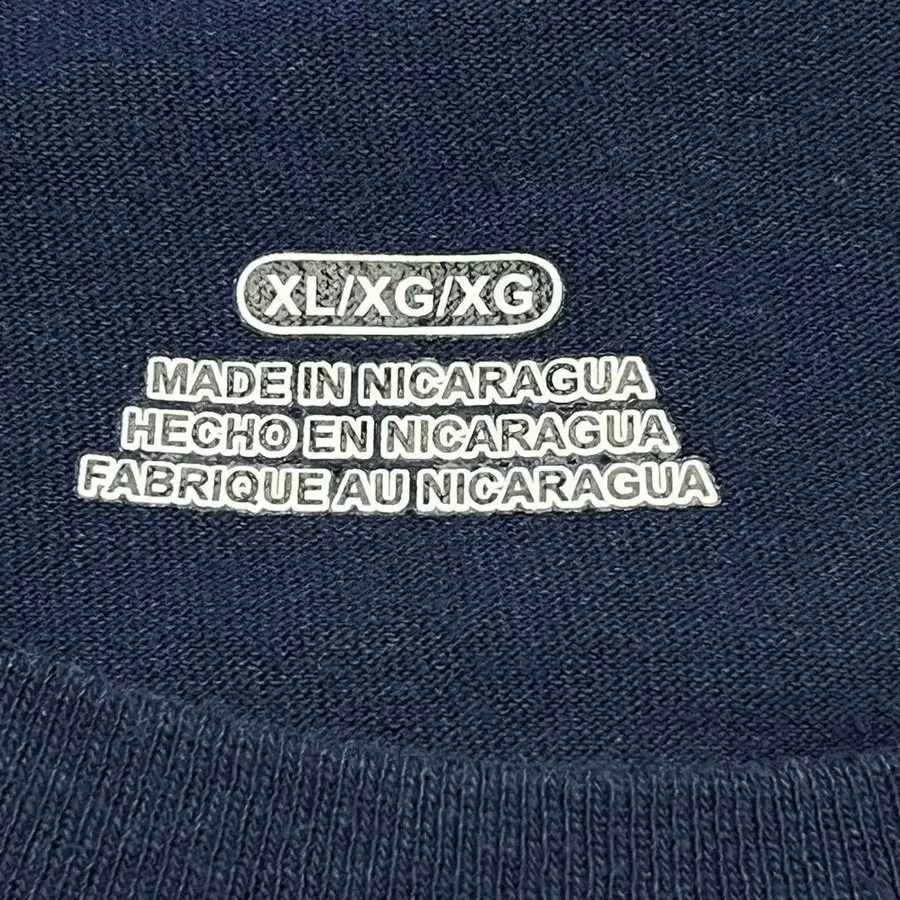 XL/XG/XG
MADE IN NICARAGUA
HECHO EN NICARAGUA
FABRIQUE AU NICARAGUA